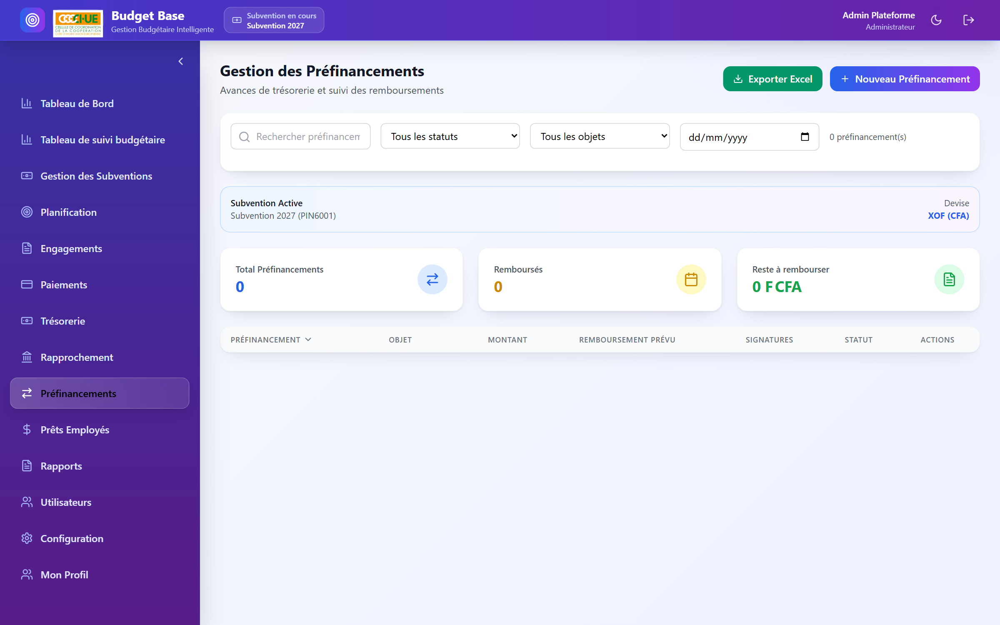 CECCI-UE
CELLULE DE COORDINATION
DE LA COOPERATION
COTE D'IVOIRE-UNION EUROPEENNE
Budget Base
Gestion Budgétaire Intelligente
Subvention en cours
Subvention 2027
Admin Plateforme
Administrateur
Tableau de Bord
Tableau de suivi budgétaire
Gestion des Subventions
Planification
Engagements
Paiements
Trésorerie
Rapprochement
Préfinancements
Prêts Employés
Rapports
Utilisateurs
Configuration
Mon Profil
Gestion des Préfinancements
Avances de trésorerie et suivi des remboursements
Exporter Excel
Nouveau Préfinancement
Rechercher préfinancem
Tous les statuts
Tous les objets
dd/mm/yyyy
0 préfinancement(s)
Subvention Active
Subvention 2027 (PIN6001)
Devise
XOF (CFA)
Total Préfinancements
0
Remboursés
0
Reste à rembourser
0 F CFA
PRÉFINANCEMENT OBJET MONTANT REMBOURSEMENT PRÉVU SIGNATURES STATUT ACTIONS